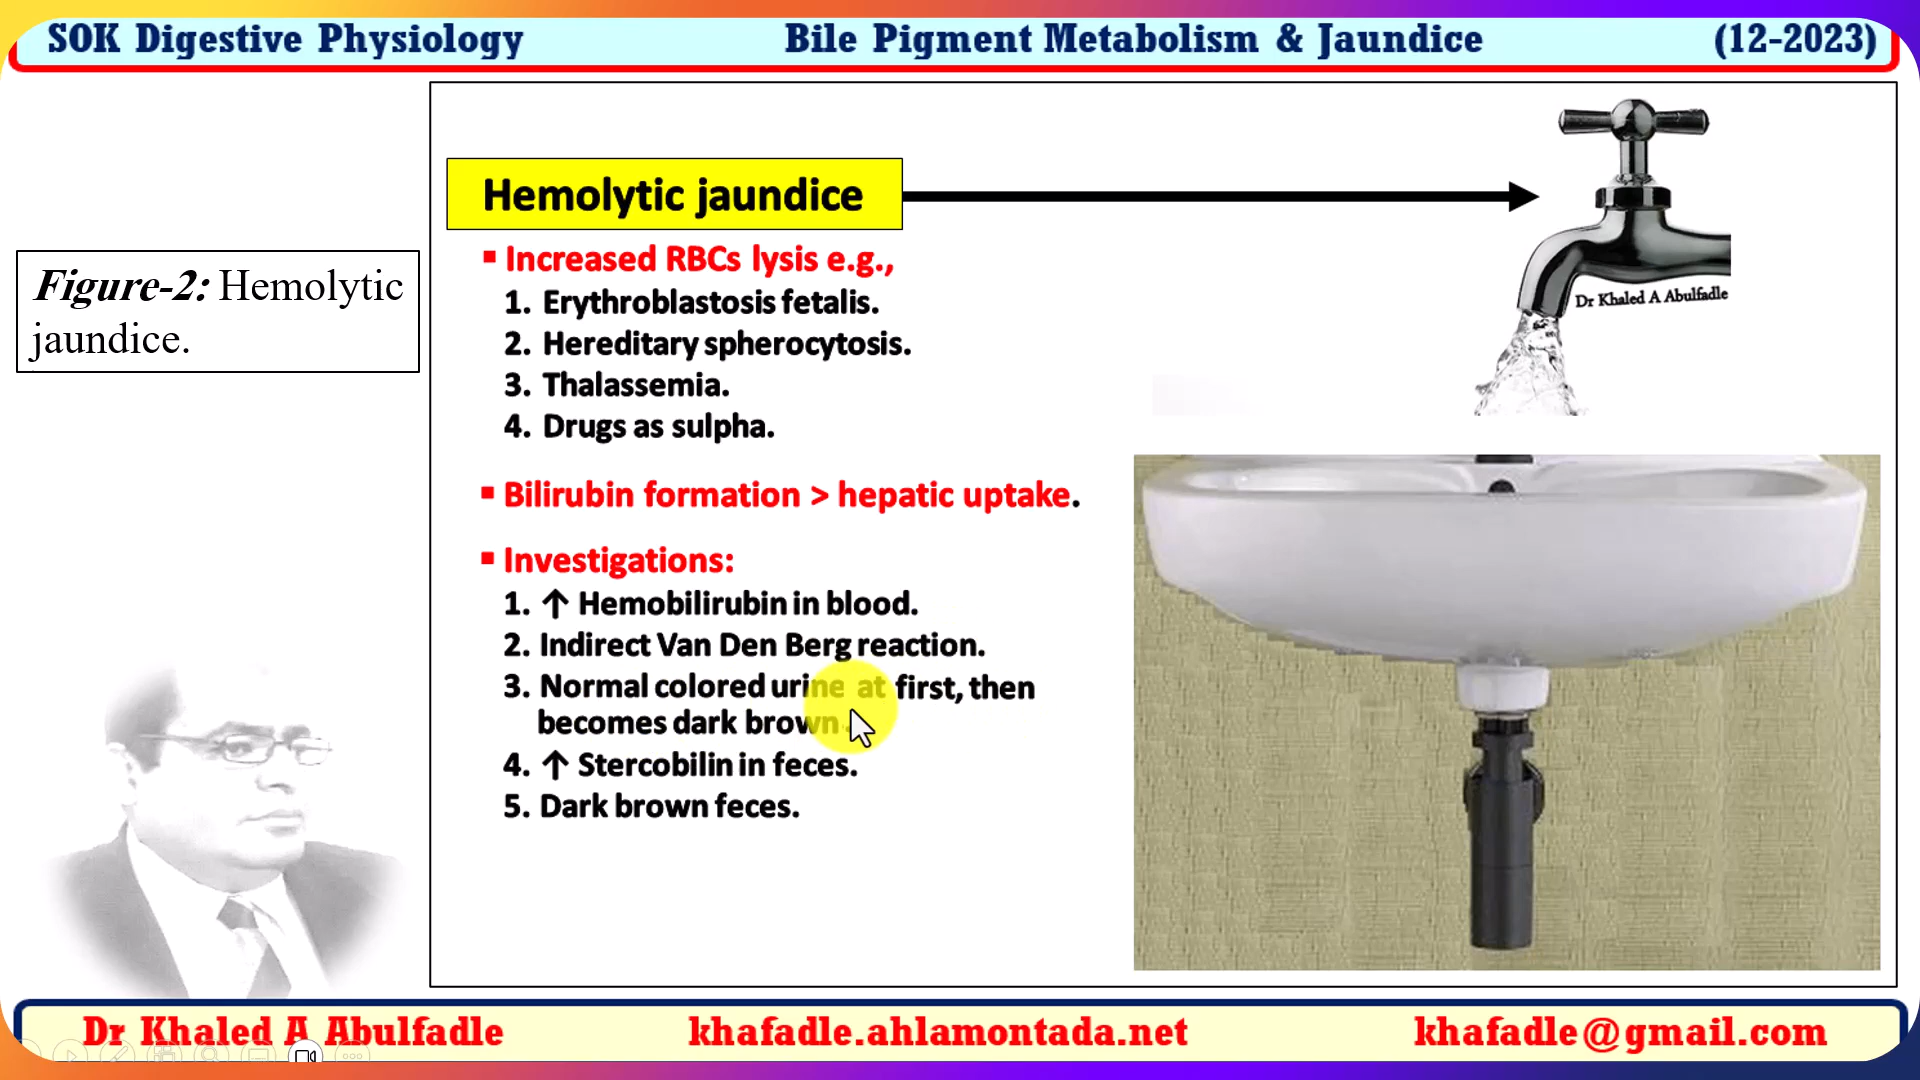 SOK Digestive Physiology Bile Pigment Metabolism & Jaundice (12-2023)
Hemolytic jaundice
Figure-2: Hemolytic
jaundice.
▪ Increased RBCs lysis e.g.,
1. Erythroblastosis fetalis.
2. Hereditary spherocytosis.
3. Thalassemia.
4. Drugs as sulpha.
Dr Khaled A Abulfadle
▪ Bilirubin formation > hepatic uptake.
▪ Investigations:
1. ↑ Hemobilirubin in blood.
2. Indirect Van Den Berg reaction.
3. Normal colored urine at first, then
becomes dark brown.
4. ↑ Stercobilin in feces.
5. Dark brown feces.
Dr Khaled A Abulfadle khafadle.ahlamontada.net khafadle@gmail.com